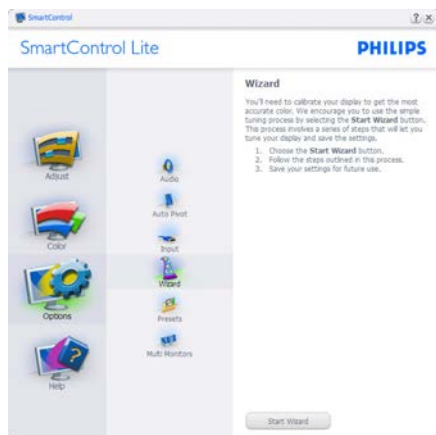 SmartControl
SmartControl Lite
PHILIPS
Adjust
Color
Options
Help
Audio
Auto Pivot
Input
Wizard
Presets
Multi Monitors
Wizard
You'll need to calibrate your display to get the most
accurate color. We encourage you to use the simple
tuning process by selecting the Start Wizard button.
This process involves a series of steps that will let you
tune your display and save the settings.
1. Choose the Start Wizard button.
2. Follow the steps outlined in this process.
3. Save your settings for future use.
Start Wizard